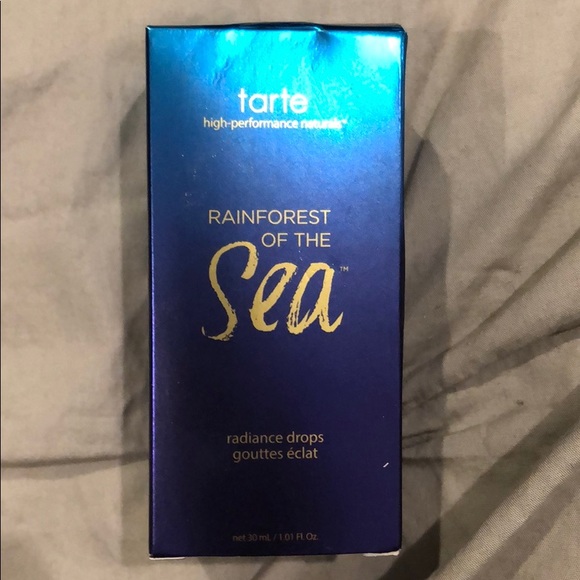 tarte
high-performance naturals™
RAINFOREST
OF THE
Sea™
radiance drops
gouttes éclat
net 30 mL / 1.01 Fl. Oz.